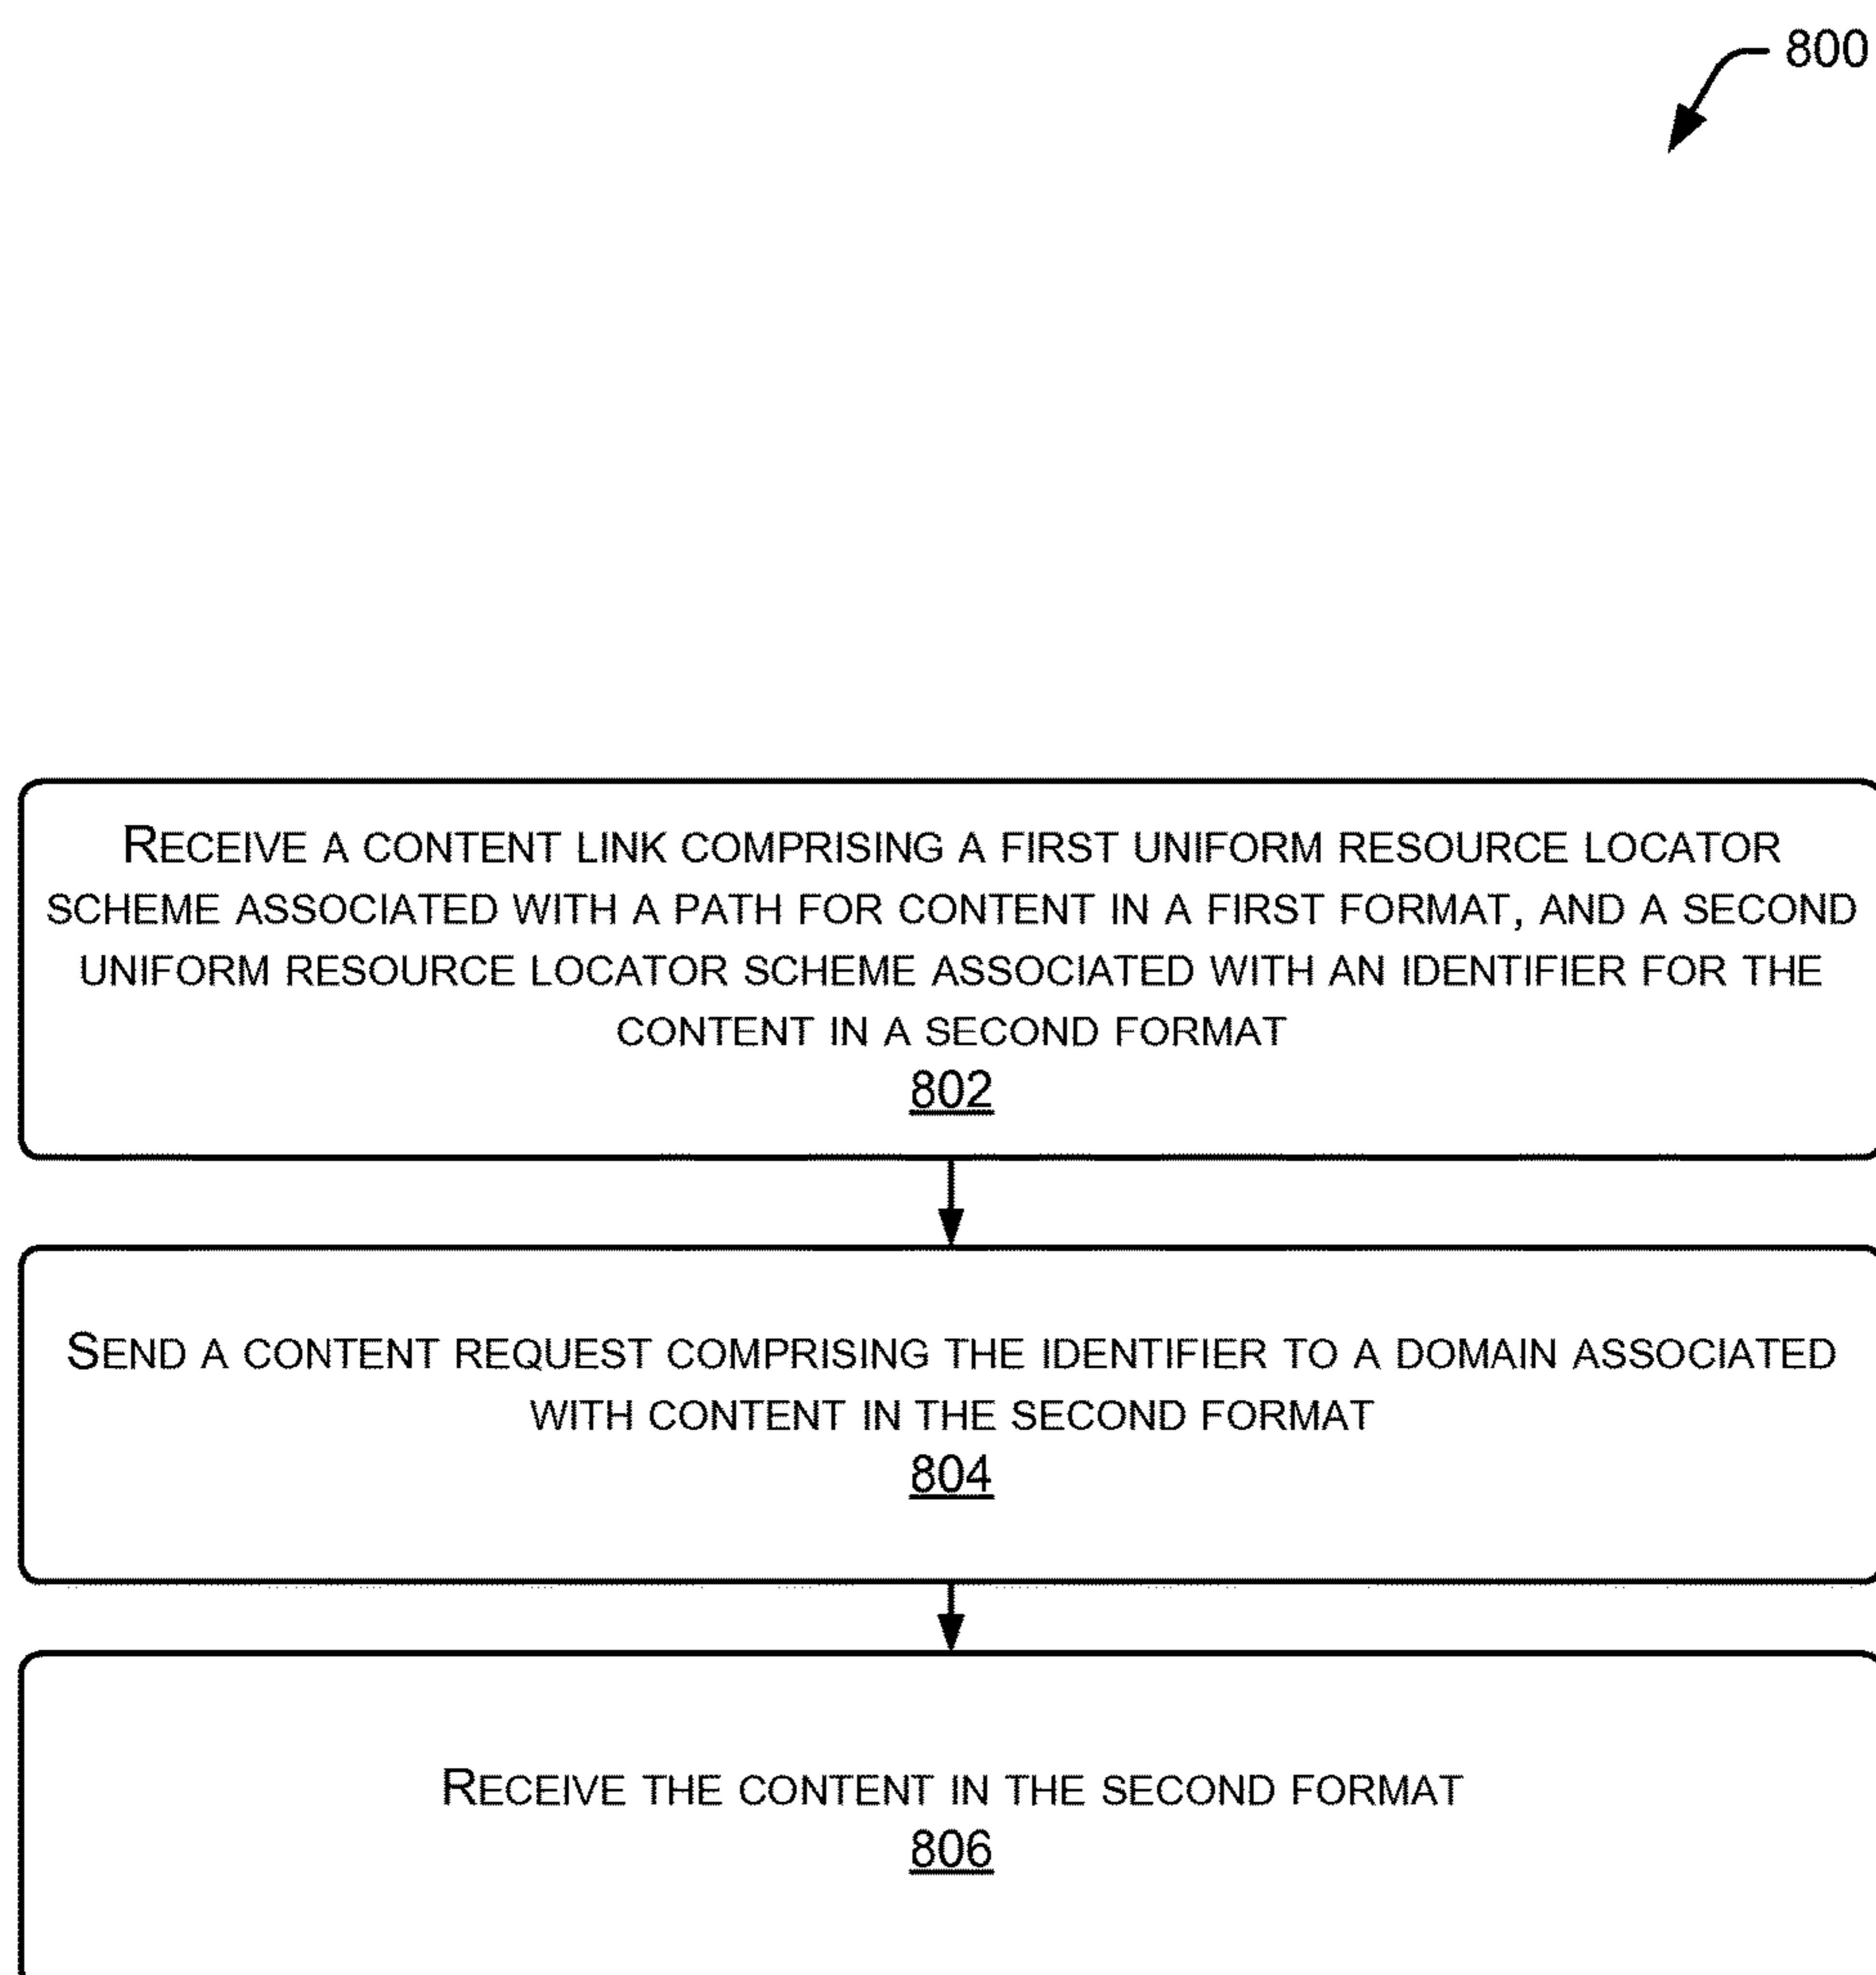 800
RECEIVE A CONTENT LINK COMPRISING A FIRST UNIFORM RESOURCE LOCATOR
SCHEME ASSOCIATED WITH A PATH FOR CONTENT IN A FIRST FORMAT, AND A SECOND
UNIFORM RESOURCE LOCATOR SCHEME ASSOCIATED WITH AN IDENTIFIER FOR THE
CONTENT IN A SECOND FORMAT
802
SEND A CONTENT REQUEST COMPRISING THE IDENTIFIER TO A DOMAIN ASSOCIATED
WITH CONTENT IN THE SECOND FORMAT
804
RECEIVE THE CONTENT IN THE SECOND FORMAT
806